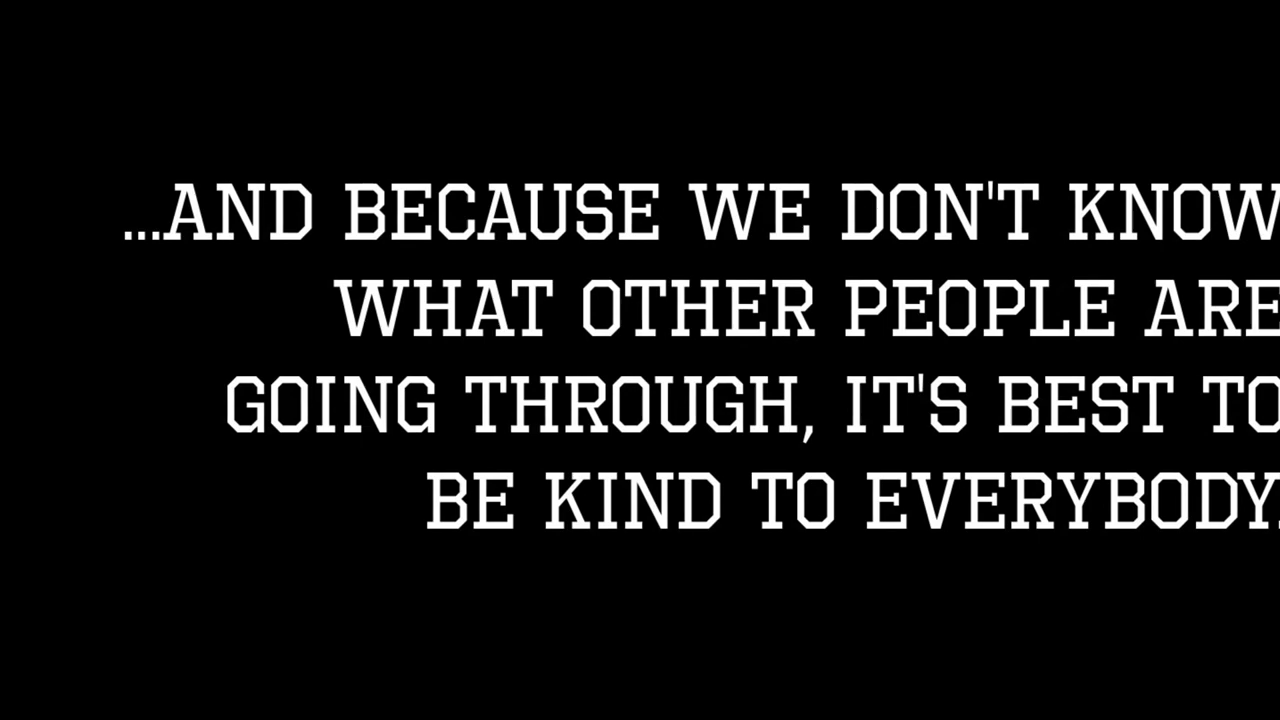 ...AND BECAUSE WE DON'T KNOW
WHAT OTHER PEOPLE ARE
GOING THROUGH, IT'S BEST TO
BE KIND TO EVERYBODY.